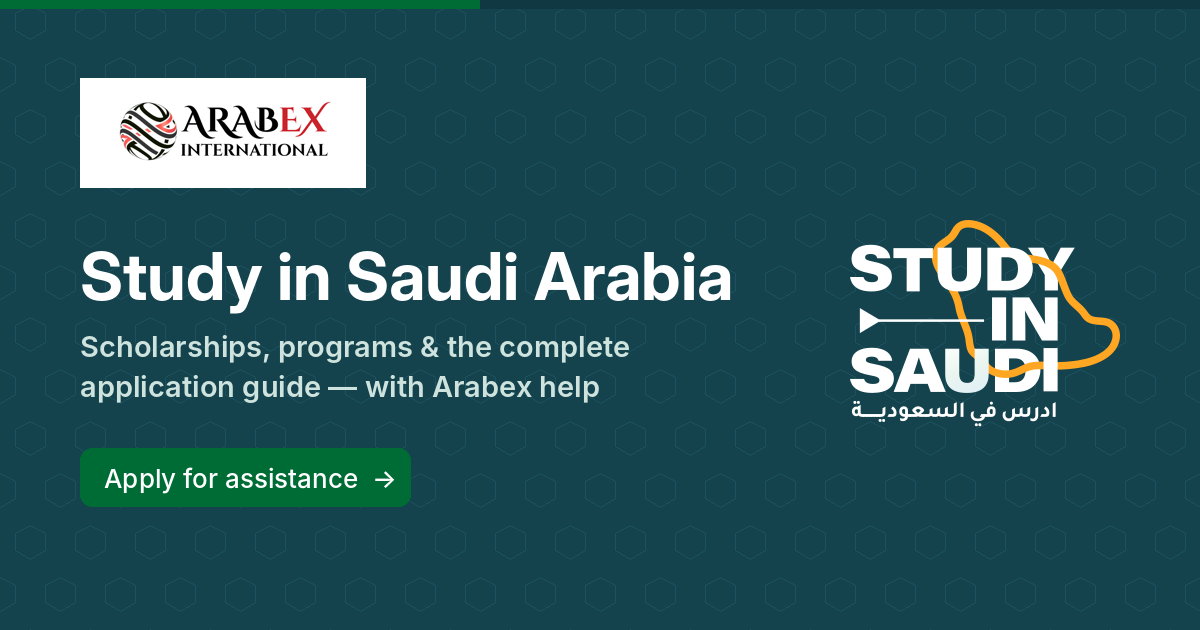 ARABEX
INTERNATIONAL
Study in Saudi Arabia
Scholarships, programs & the complete
application guide — with Arabex help
Apply for assistance →
STUDY
IN
SAUDI
ادرس في السعوديـــة